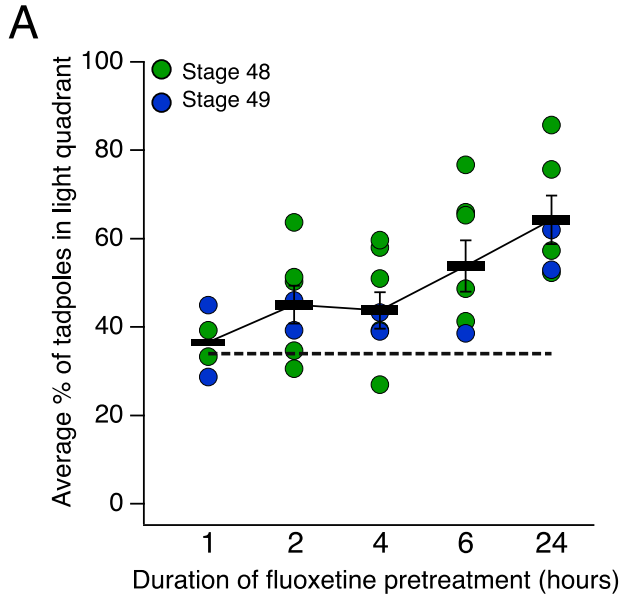 A
Average % of tadpoles in light quadrant
100
80
60
40
20
0
Stage 48
Stage 49
1 2 4 6 24
Duration of fluoxetine pretreatment (hours)